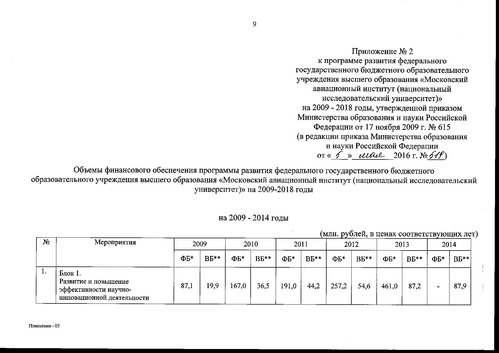 9
Приложение № 2
к программе развития федерального
государственного бюджетного образовательного
учреждения высшего образования «Московский
авиационный институт (национальный
исследовательский университет)»
на 2009 - 2018 годы, утвержденной приказом
Министерства образования и науки Российской
Федерации от 17 ноября 2009 г. № 615
(в редакции приказа Министерства образования
и науки Российской Федерации
от « 5 » мая 2016 г. № )
Объемы финансового обеспечения программы развития федерального государственного бюджетного
образовательного учреждения высшего образования «Московский авиационный институт (национальный исследовательский
университет)» на 2009-2018 годы
на 2009 - 2014 годы
(млн. рублей, в ценах соответствующих лет)
№ Мероприятия 2009 2010 2011 2012 2013 2014
ФБ* ВБ** ФБ* ВБ** ФБ* ВБ** ФБ* ВБ** ФБ* ВБ** ФБ* ВБ**
1. Блок 1.
Развитие и повышение
эффективности научно-
инновационной деятельности
87,1 19,9 167,0 36,5 191,0 44,2 257,2 54,6 461,0 87,2 - 87,9
Изменения - 05